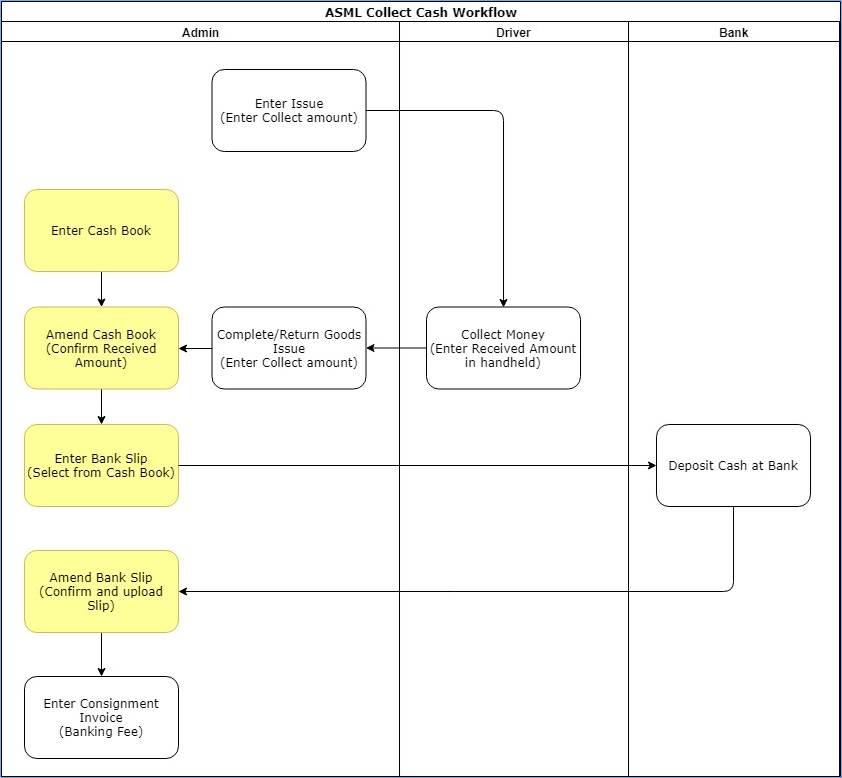 ASML Collect Cash Workflow
Admin
Driver
Bank
Enter Issue
(Enter Collect amount)
Enter Cash Book
Amend Cash Book
(Confirm Received
Amount)
Complete/Return Goods
Issue
(Enter Collect amount)
Collect Money
(Enter Received Amount
in handheld)
Enter Bank Slip
(Select from Cash Book)
Deposit Cash at Bank
Amend Bank Slip
(Confirm and upload
Slip)
Enter Consignment
Invoice
(Banking Fee)